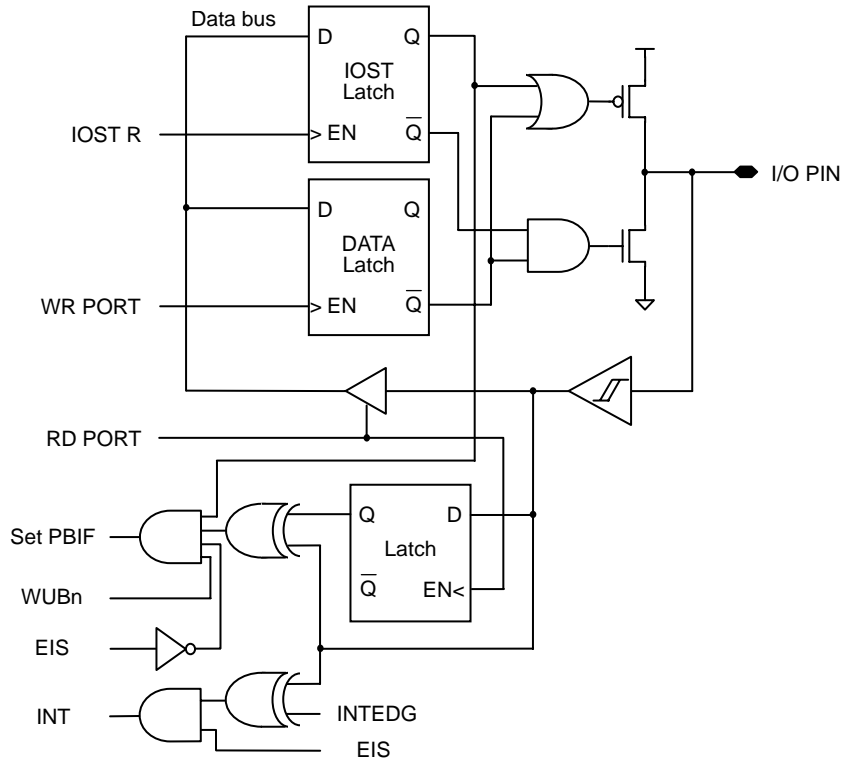 Data bus
D Q
IOST
Latch
IOST R
> EN Q̅
I/O PIN
D Q
DATA
Latch
WR PORT
> EN Q̅
RD PORT
Q D
Set PBIF
Latch
Q̅ EN<
WUBn
EIS
INT
INTEDG
EIS